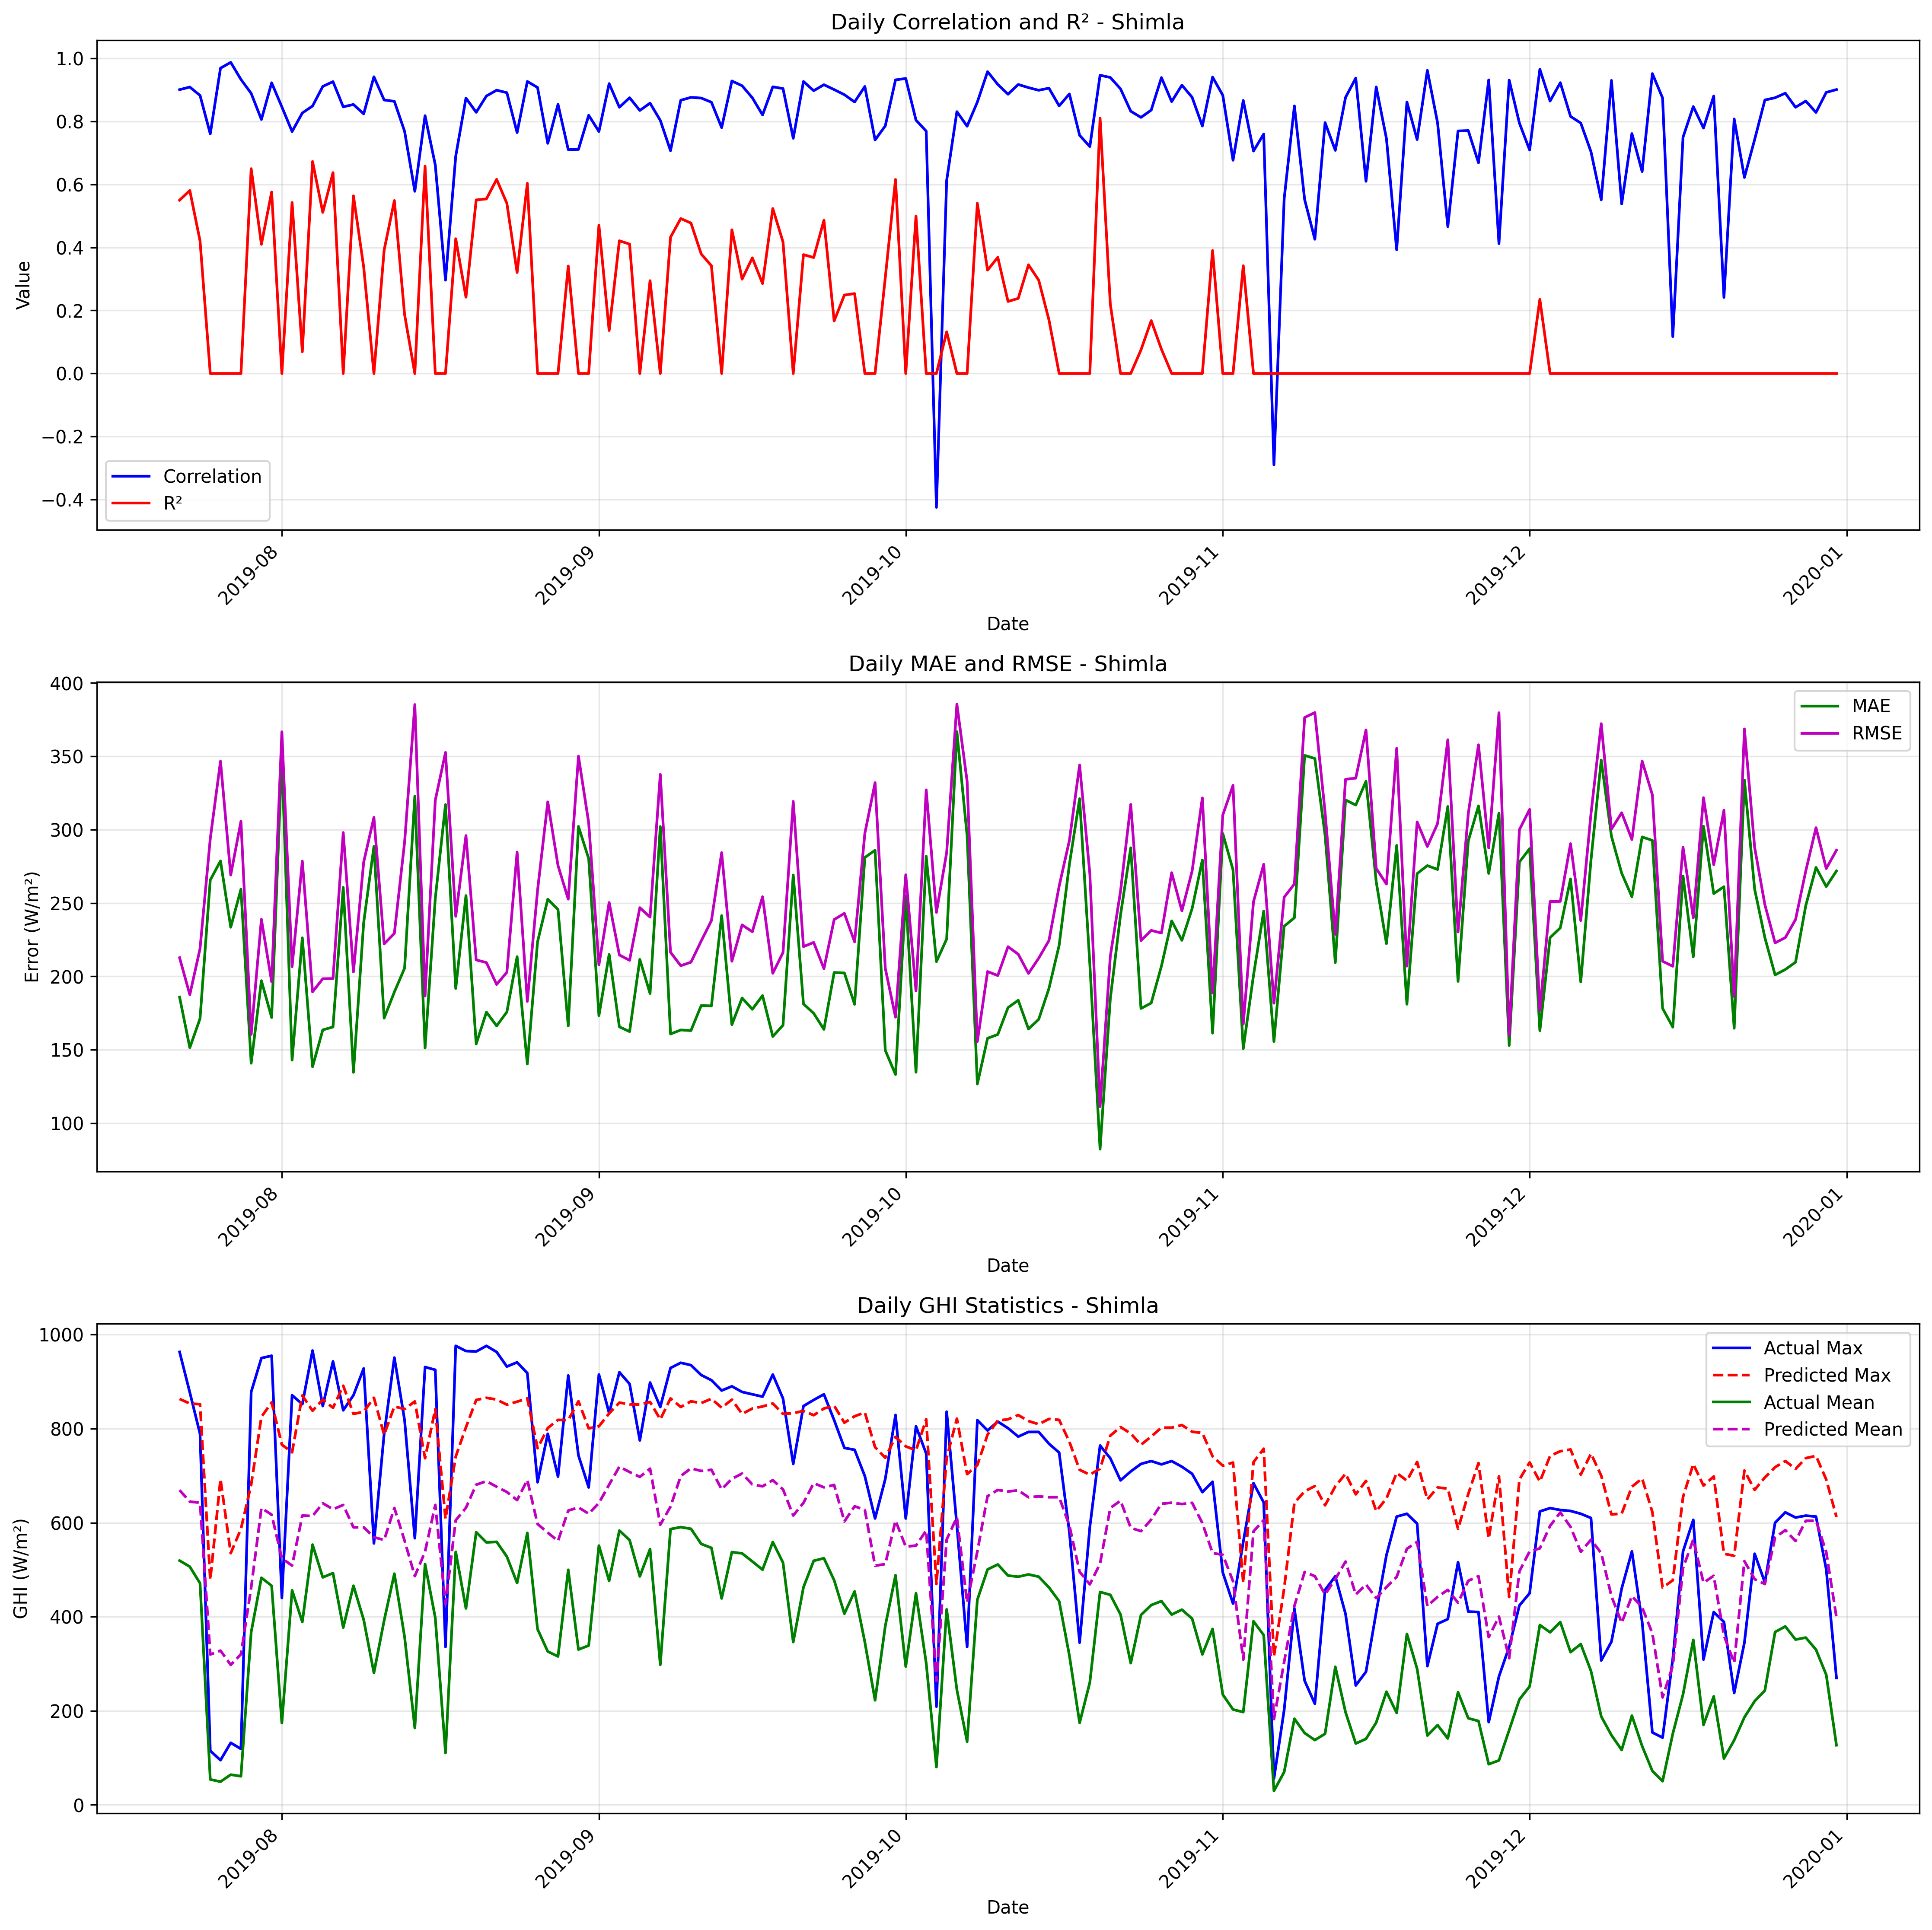 Daily Correlation and R² - Shimla
1.0
0.8
0.6
0.4
0.2
0.0
−0.2
−0.4
Value
Correlation
R²
2019-08
2019-09
2019-10
2019-11
2019-12
2020-01
Date
Daily MAE and RMSE - Shimla
400
350
300
250
200
150
100
Error (W/m²)
MAE
RMSE
2019-08
2019-09
2019-10
2019-11
2019-12
2020-01
Date
Daily GHI Statistics - Shimla
1000
800
600
400
200
0
GHI (W/m²)
Actual Max
Predicted Max
Actual Mean
Predicted Mean
2019-08
2019-09
2019-10
2019-11
2019-12
2020-01
Date